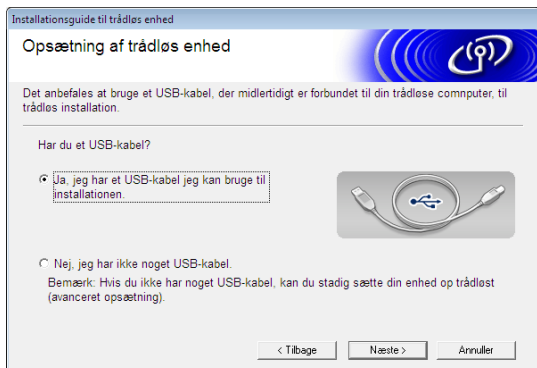 Installationsguide til trådløs enhed
Opsætning af trådløs enhed
Det anbefales at bruge et USB-kabel, der midlertidigt er forbundet til din trådløse comnputer, til
trådløs installation.
Har du et USB-kabel?
Ja, jeg har et USB-kabel jeg kan bruge til
installationen.
Nej, jeg har ikke noget USB-kabel.
Bemærk: Hvis du ikke har noget USB-kabel, kan du stadig sætte din enhed op trådløst
(avanceret opsætning).
< Tilbage
Næste >
Annuller